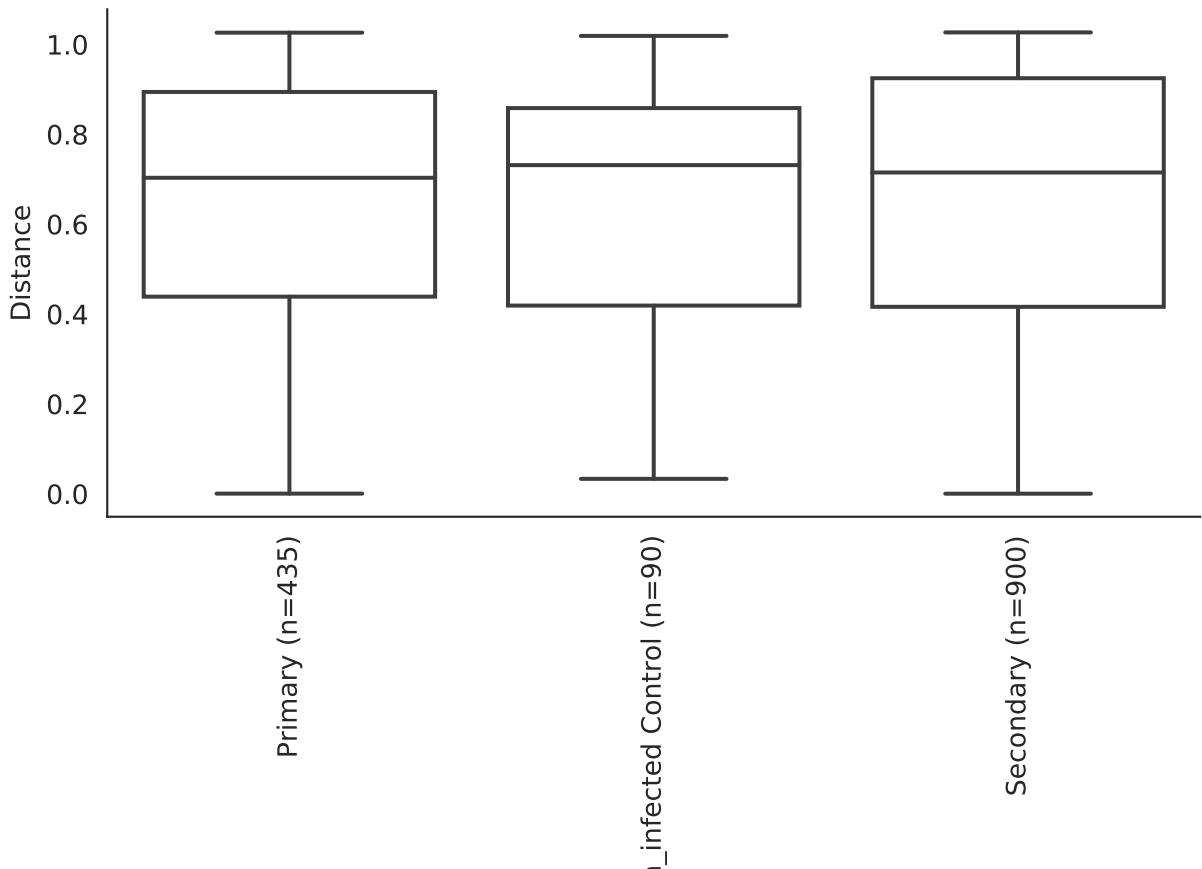 1.0
0.8
0.6
0.4
0.2
0.0
Distance
Primary (n=435)
_infected Control (n=90)
Secondary (n=900)